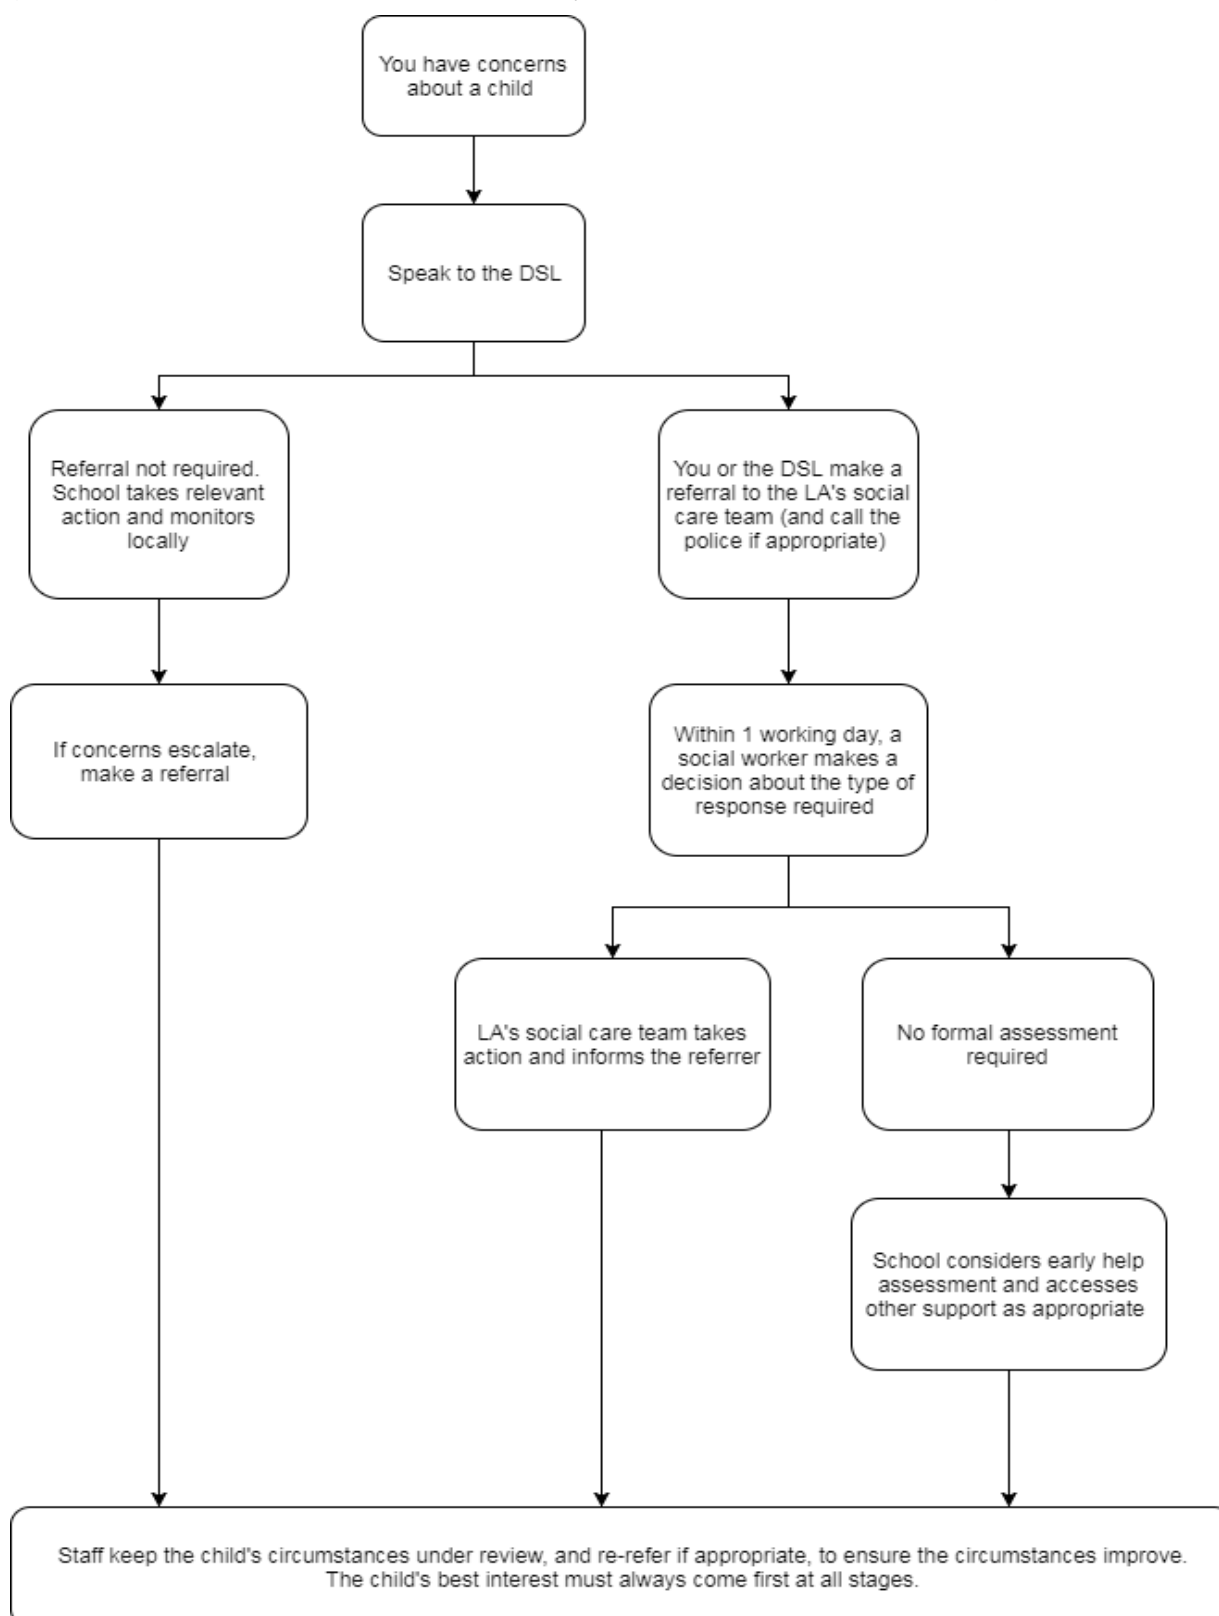 You have concerns
about a child
Speak to the DSL
Referral not required.
School takes relevant
action and monitors
locally
You or the DSL make a
referral to the LA's social
care team (and call the
police if appropriate)
If concerns escalate,
make a referral
Within 1 working day, a
social worker makes a
decision about the type of
response required
LA's social care team takes
action and informs the referrer
No formal assessment
required
School considers early help
assessment and accesses
other support as appropriate
Staff keep the child's circumstances under review, and re-refer if appropriate, to ensure the circumstances improve.
The child's best interest must always come first at all stages.